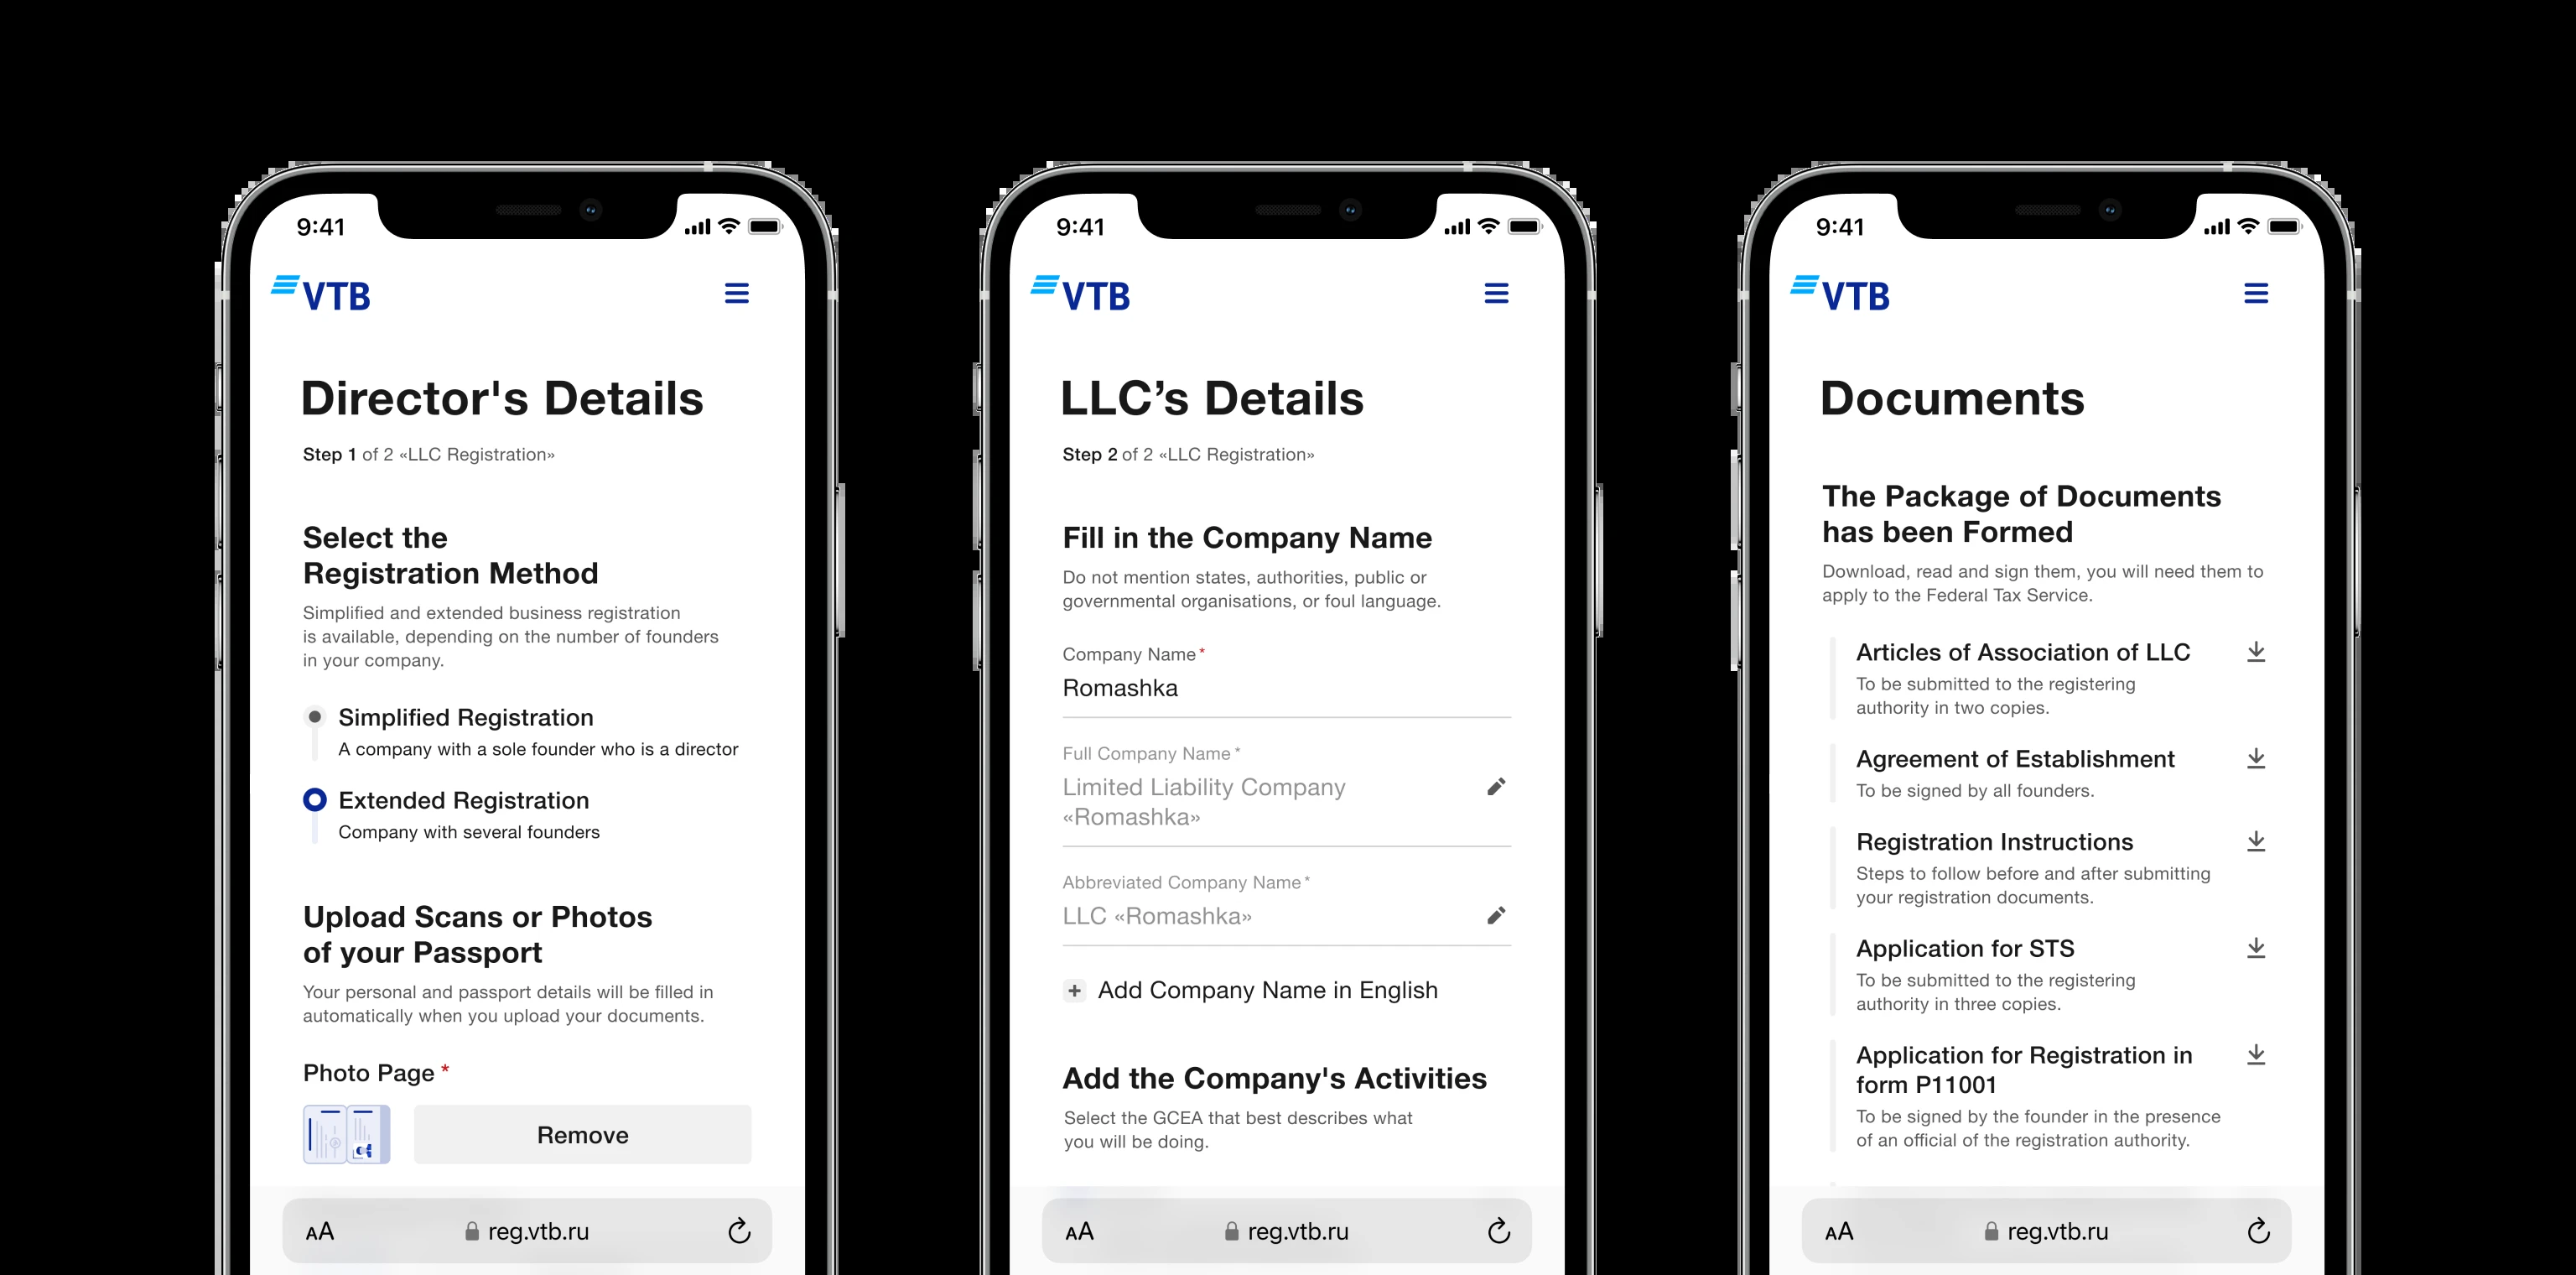 9:41
VTB
Director's Details
Step 1 of 2 «LLC Registration»
Select the
Registration Method
Simplified and extended business registration
is available, depending on the number of founders
in your company.
Simplified Registration
A company with a sole founder who is a director
Extended Registration
Company with several founders
Upload Scans or Photos
of your Passport
Your personal and passport details will be filled in
automatically when you upload your documents.
Photo Page *
Remove
AA reg.vtb.ru
9:41
VTB
LLC’s Details
Step 2 of 2 «LLC Registration»
Fill in the Company Name
Do not mention states, authorities, public or
governmental organisations, or foul language.
Company Name *
Romashka
Full Company Name *
Limited Liability Company
«Romashka»
Abbreviated Company Name *
LLC «Romashka»
+ Add Company Name in English
Add the Company's Activities
Select the GCEA that best describes what
you will be doing.
AA reg.vtb.ru
9:41
VTB
Documents
The Package of Documents
has been Formed
Download, read and sign them, you will need them to
apply to the Federal Tax Service.
Articles of Association of LLC
To be submitted to the registering
authority in two copies.
Agreement of Establishment
To be signed by all founders.
Registration Instructions
Steps to follow before and after submitting
your registration documents.
Application for STS
To be submitted to the registering
authority in three copies.
Application for Registration in
form P11001
To be signed by the founder in the presence
of an official of the registration authority.
AA reg.vtb.ru